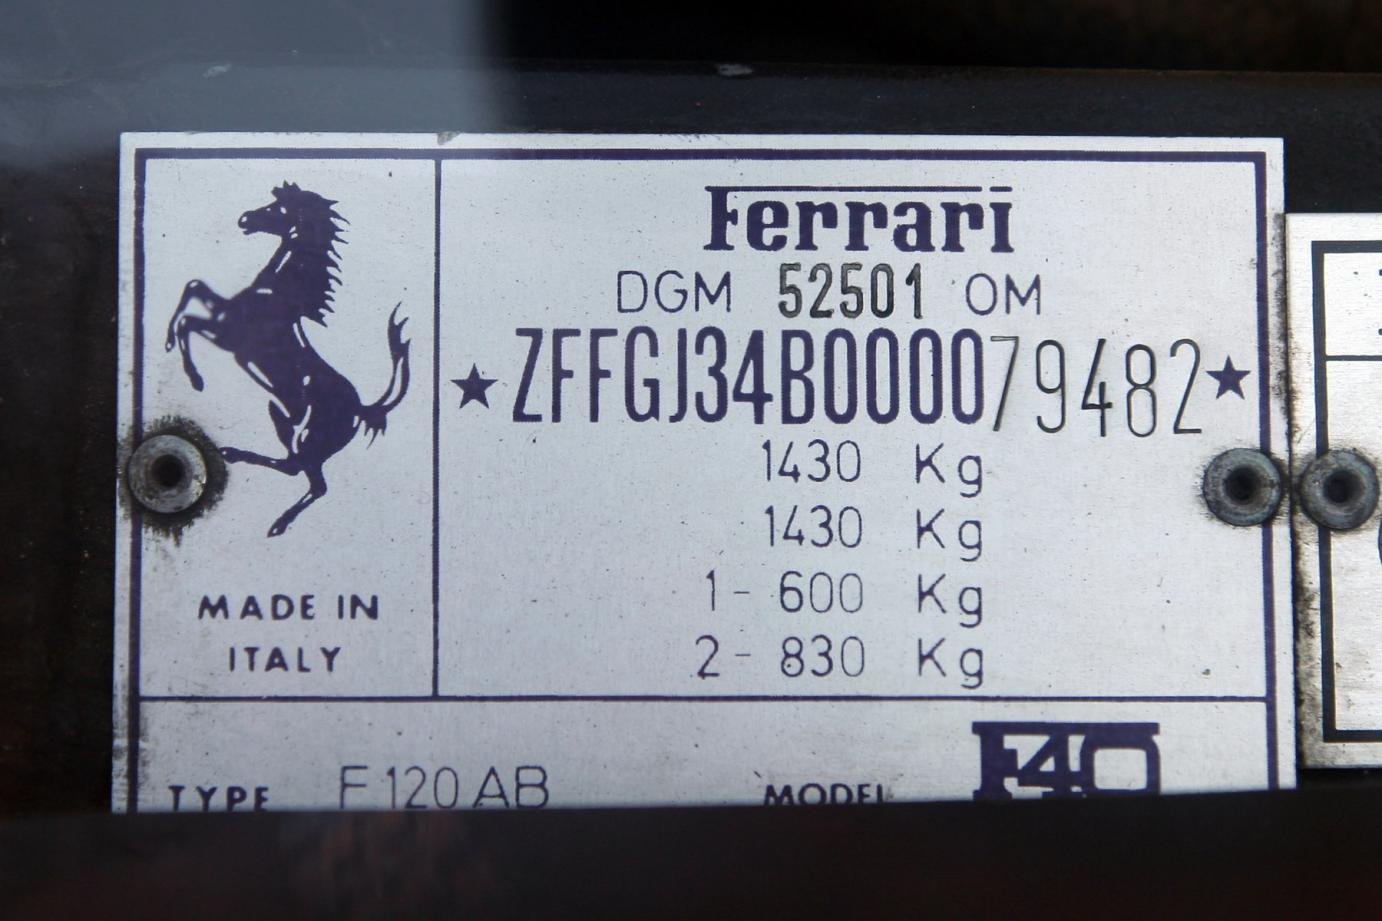 Ferrari
DGM 52501 OM
★ZFFGJ34B000079482★
1430 Kg
1430 Kg
1- 600 Kg
2- 830 Kg
MADE IN
ITALY
TYPE F120AB MODEL F40